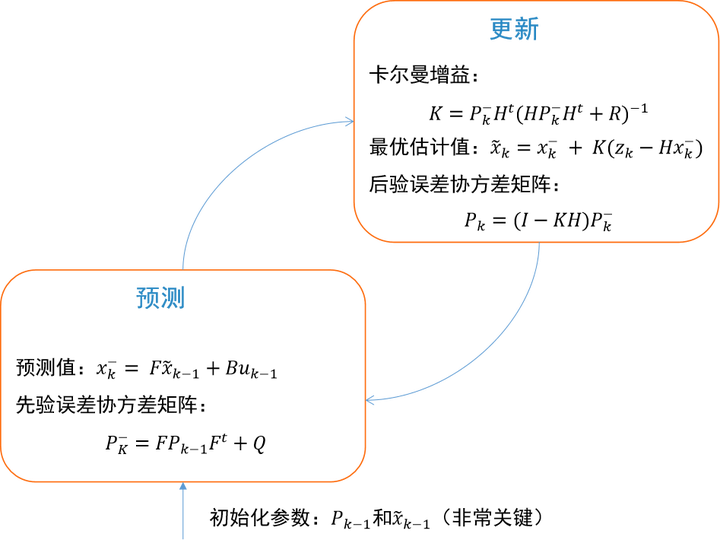 更新
卡尔曼增益：
$K = P_k^- H^t (H P_k^- H^t + R)^{-1}$
最优估计值：$\tilde{x}_k = x_k^- + K(z_k - H x_k^-)$
后验误差协方差矩阵：
$P_k = (I - KH) P_k^-$
预测
预测值：$x_k^- = F\tilde{x}_{k-1} + B u_{k-1}$
先验误差协方差矩阵：
$P_K^- = F P_{k-1} F^t + Q$
初始化参数：$P_{k-1}$和$\tilde{x}_{k-1}$（非常关键）